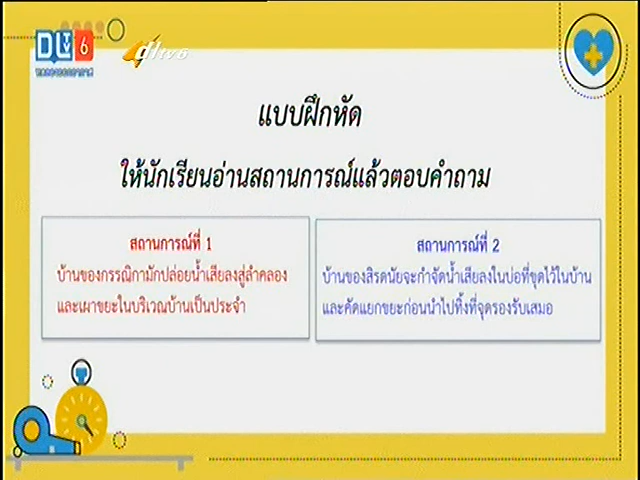 DLTV 6
dltv6
แบบฝึกหัด
ให้นักเรียนอ่านสถานการณ์แล้วตอบคำถาม
สถานการณ์ที่ 1
บ้านของกรรณิกามักปล่อยน้ำเสียลงสู่ลำคลอง
และเผาขยะในบริเวณบ้านเป็นประจำ
สถานการณ์ที่ 2
บ้านของสิรดนัยจะกำจัดน้ำเสียลงในบ่อที่ขุดไว้ในบ้าน
และคัดแยกขยะก่อนนำไปทิ้งที่จุดรองรับเสมอ